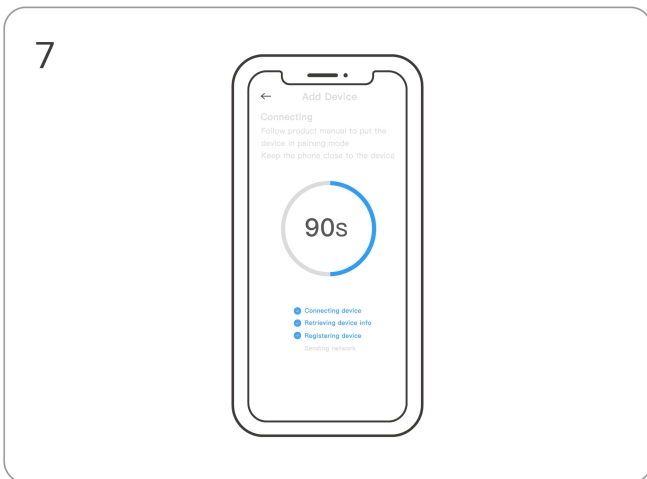 7
Add Device
Connecting
Follow product manual to put the
device in pairung mode
Keep the phone close to the device
90s
Connecting device
Retrieving device info
Registering device
Sending network